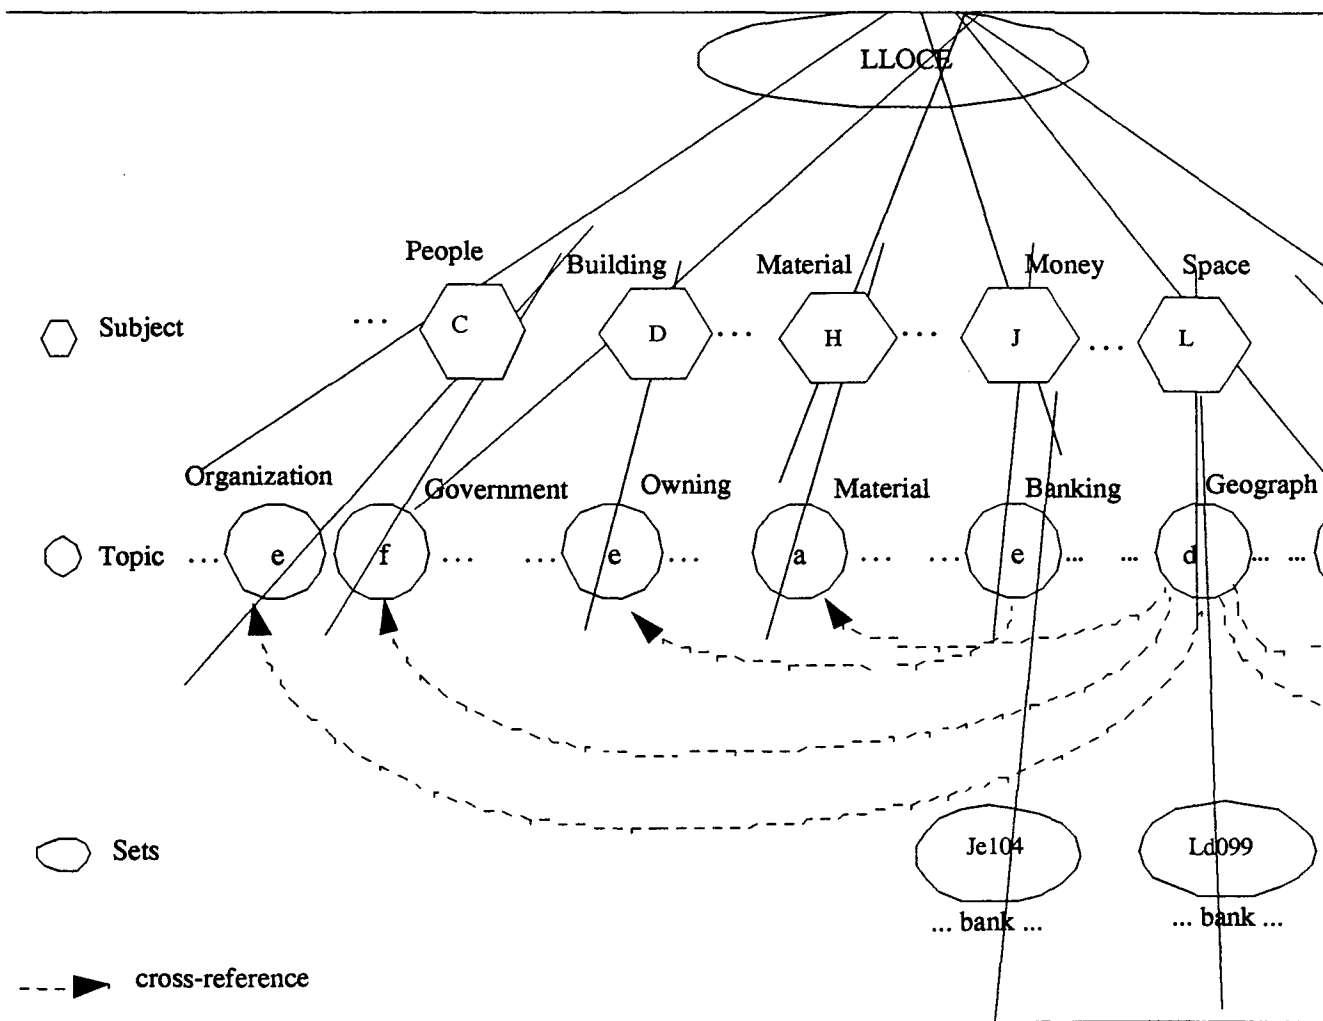 LLOCE
People Building Material Money Space
Subject ... C D ... H ... J ... L
Organization Government Owning Material Banking Geograph
Topic ... e f ... ... e ... a ... ... e ... ... d ... ...
Sets Je104 Ld099
... bank ... ... bank ...
cross-reference